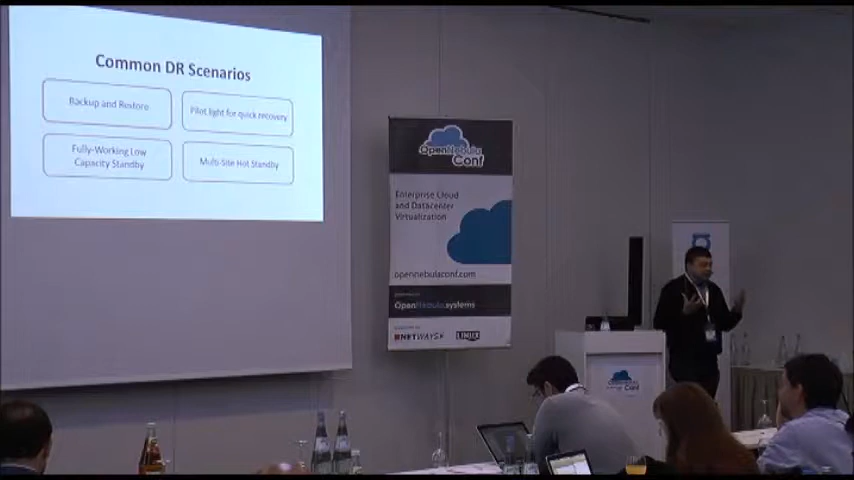 Common DR Scenarios
Backup and Restore
Pilot light for quick recovery
Fully-Working Low
Capacity Standby
Multi-Site Hot Standby
OpenNebula
Conf
Enterprise Cloud
and Datacenter
Virtualization
opennebulaconf.com
OpenNebula.systems
NETWAYS
LINUX
Conf